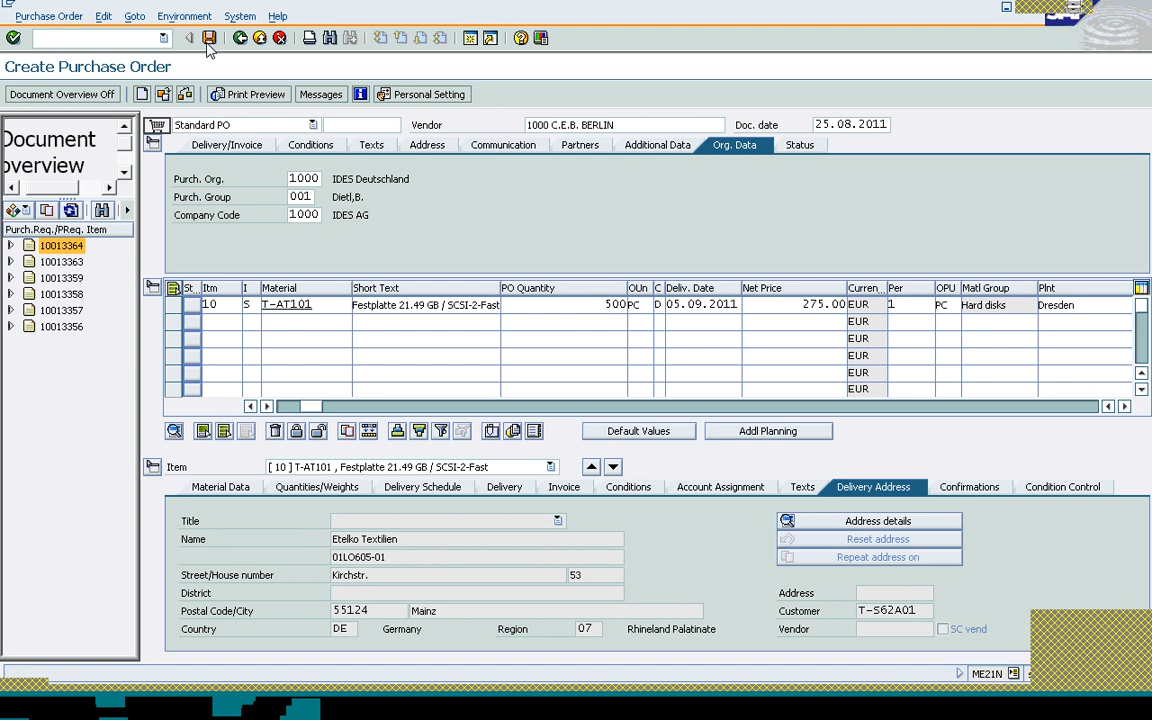 Purchase Order Edit Goto Environment System Help
Create Purchase Order
Document Overview Off Print Preview Messages Personal Setting
Document
overview
Standard PO Vendor 1000 C.E.B. BERLIN Doc. date 25.08.2011
Delivery/Invoice Conditions Texts Address Communication Partners Additional Data Org. Data Status
Purch. Org. 1000 IDES Deutschland
Purch. Group 001 Dietl,B.
Company Code 1000 IDES AG
Purch.Req./PReq. Item
10013364
10013363
10013359
10013358
10013357
10013356
St... Itm I Material Short Text PO Quantity OUn C Deliv. Date Net Price Curren... Per OPU Matl Group Plnt
10 S T-AT101 Festplatte 21.49 GB / SCSI-2-Fast 500 PC D 05.09.2011 275.00 EUR 1 PC Hard disks Dresden
EUR
EUR
EUR
EUR
EUR
Default Values Addl Planning
Item [ 10 ] T-AT101 , Festplatte 21.49 GB / SCSI-2-Fast
Material Data Quantities/Weights Delivery Schedule Delivery Invoice Conditions Account Assignment Texts Delivery Address Confirmations Condition Control
Title Address details
Name Etelko Textilien Reset address
01LO605-01 Repeat address on
Street/House number Kirchstr. 53
District Address
Postal Code/City 55124 Mainz Customer T-S62A01
Country DE Germany Region 07 Rhineland Palatinate Vendor SC vend
ME21N